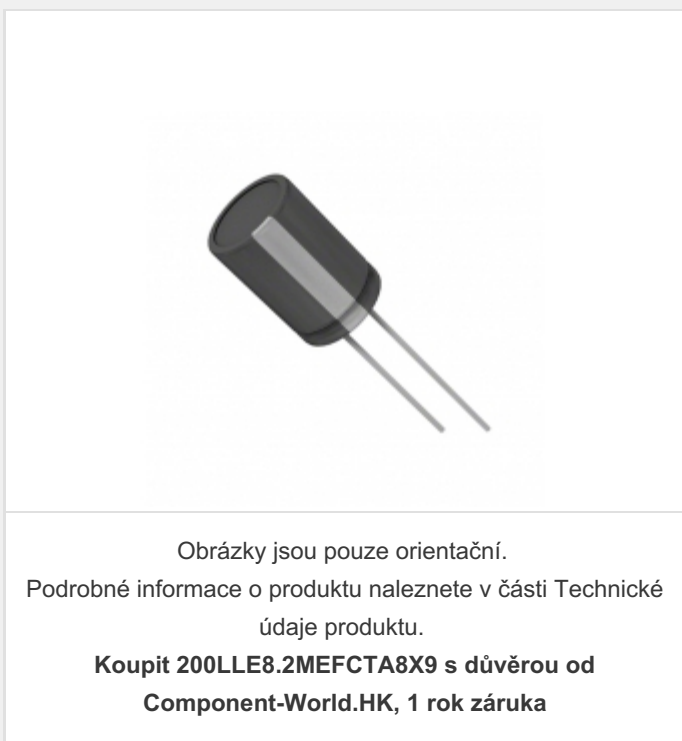 Obrázky jsou pouze orientační.
Podrobné informace o produktu naleznete v části Technické
údaje produktu.
Koupit 200LLE8.2MEFCTA8X9 s důvěrou od
Component-World.HK, 1 rok záruka